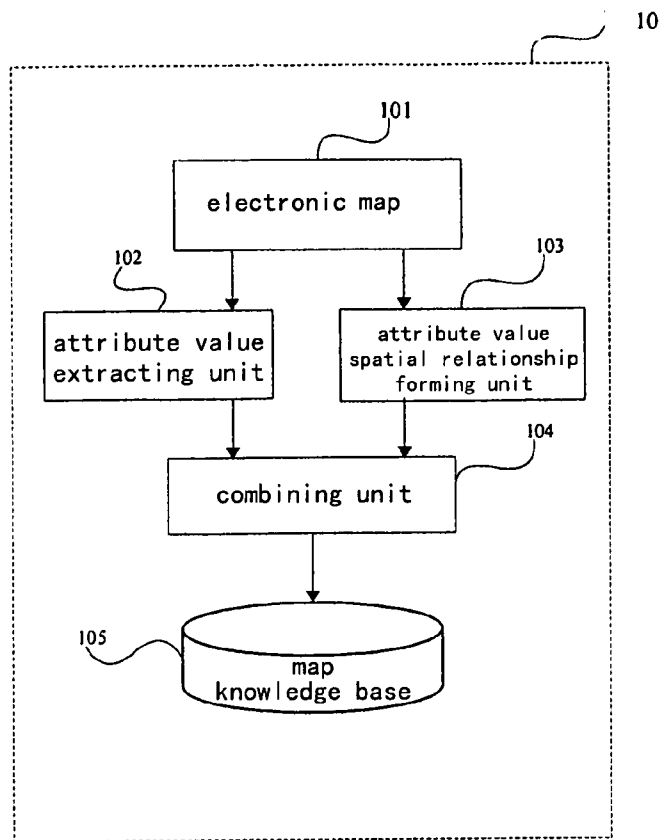 10
101
electronic map
102
103
attribute value
extracting unit
attribute value
spatial relationship
forming unit
104
combining unit
105
map
knowledge base